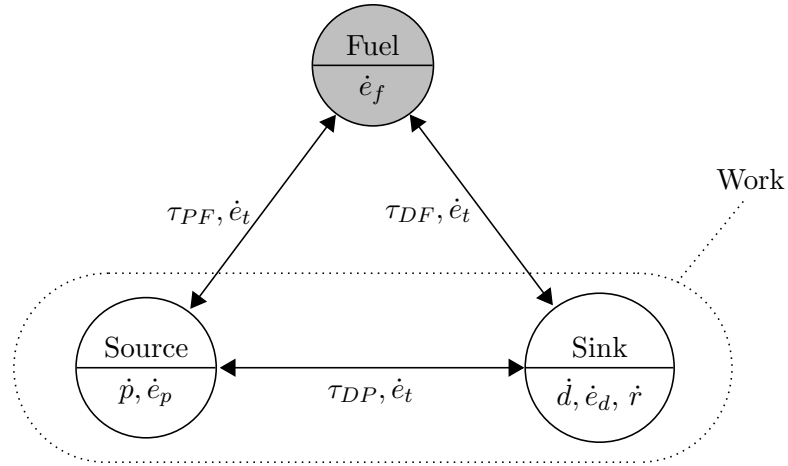 Fuel
ė_f
Work
τ_PF, ė_t
τ_DF, ė_t
Source
ṗ, ė_p
Sink
ḋ, ė_d, ṙ
τ_DP, ė_t